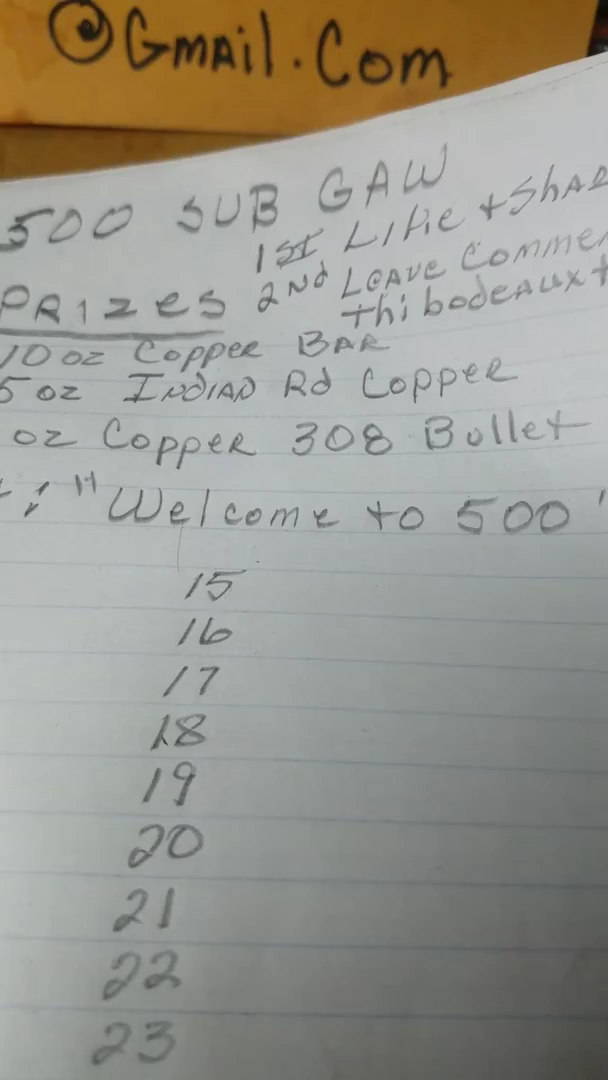 @Gmail.Com
500 SUB GAW
1st Like + Shar
PRIZES 2nd Leave Comme
thibodeaux +
10 oz Copper BAR
5 oz INDIAN Rd Copper
oz Copper 308 Bullet
: "Welcome to 500"
15
16
17
18
19
20
21
22
23